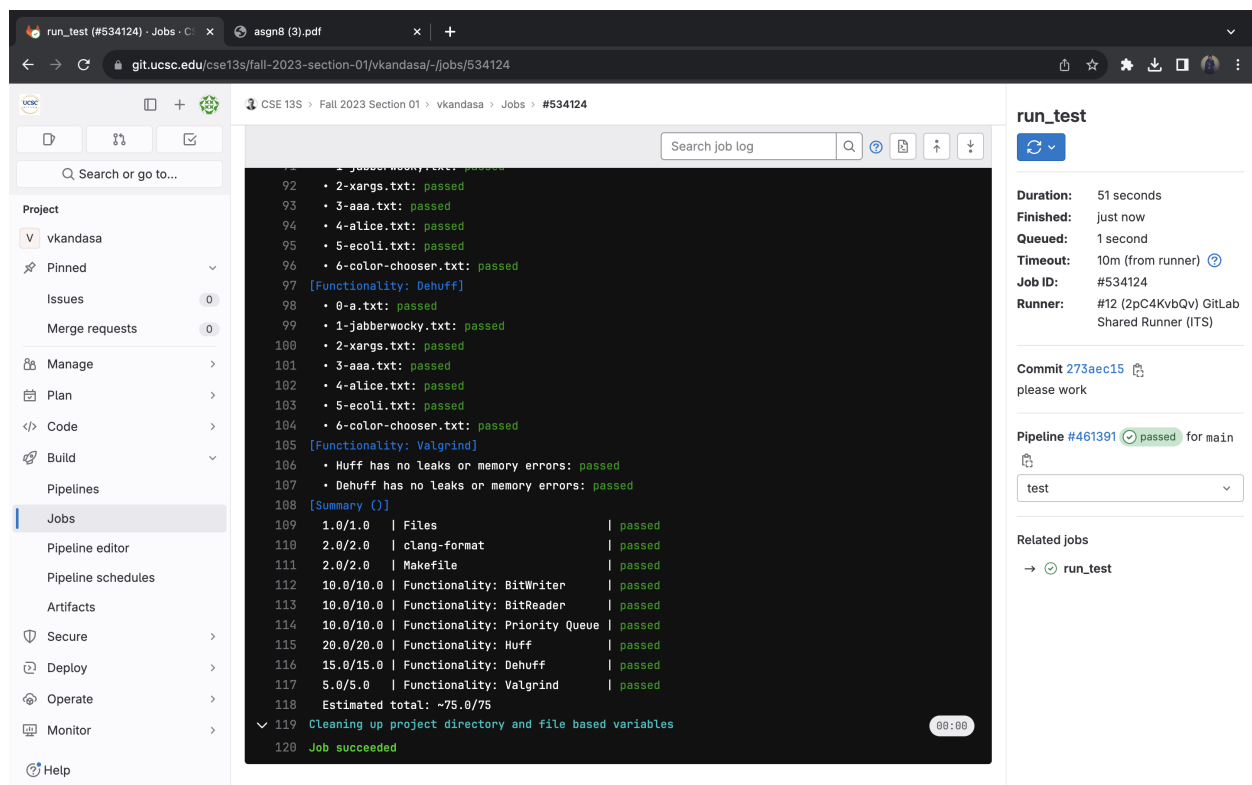 run_test (#534124) · Jobs · CS
asgn8 (3).pdf
git.ucsc.edu/cse13s/fall-2023-section-01/vkandasa/-/jobs/534124
UCSC
CSE 13S > Fall 2023 Section 01 > vkandasa > Jobs > #534124
Search or go to...
Project
V vkandasa
Pinned
Issues 0
Merge requests 0
Manage
Plan
Code
Build
Pipelines
Jobs
Pipeline editor
Pipeline schedules
Artifacts
Secure
Deploy
Operate
Monitor
Help
Search job log
91 • 1-jabberwocky.txt: passed
92 • 2-xargs.txt: passed
93 • 3-aaa.txt: passed
94 • 4-alice.txt: passed
95 • 5-ecoli.txt: passed
96 • 6-color-chooser.txt: passed
97 [Functionality: Dehuff]
98 • 0-a.txt: passed
99 • 1-jabberwocky.txt: passed
100 • 2-xargs.txt: passed
101 • 3-aaa.txt: passed
102 • 4-alice.txt: passed
103 • 5-ecoli.txt: passed
104 • 6-color-chooser.txt: passed
105 [Functionality: Valgrind]
106 • Huff has no leaks or memory errors: passed
107 • Dehuff has no leaks or memory errors: passed
108 [Summary ()]
109 1.0/1.0 | Files | passed
110 2.0/2.0 | clang-format | passed
111 2.0/2.0 | Makefile | passed
112 10.0/10.0 | Functionality: BitWriter | passed
113 10.0/10.0 | Functionality: BitReader | passed
114 10.0/10.0 | Functionality: Priority Queue | passed
115 20.0/20.0 | Functionality: Huff | passed
116 15.0/15.0 | Functionality: Dehuff | passed
117 5.0/5.0 | Functionality: Valgrind | passed
118 Estimated total: ~75.0/75
119 Cleaning up project directory and file based variables 00:00
120 Job succeeded
run_test
Duration: 51 seconds
Finished: just now
Queued: 1 second
Timeout: 10m (from runner)
Job ID: #534124
Runner: #12 (2pC4KvbQv) GitLab
Shared Runner (ITS)
Commit 273aec15
please work
Pipeline #461391 passed for main
test
Related jobs
→ run_test